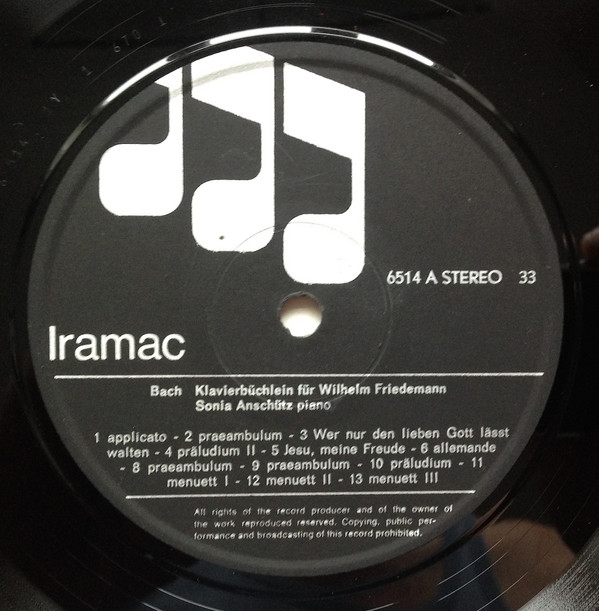 6514 A STEREO 33
Iramac
Bach Klavierbüchlein für Wilhelm Friedemann
Sonia Anschütz piano
1 applicato - 2 praeambulum - 3 Wer nur den lieben Gott lässt
walten - 4 präludium II - 5 Jesu, meine Freude - 6 allemande
- 8 praeambulum - 9 praeambulum - 10 präludium - 11
menuett I - 12 menuett II - 13 menuett III
All rights of the record producer and of the owner of
the work reproduced reserved. Copying, public per-
formance and broadcasting of this record prohibited.